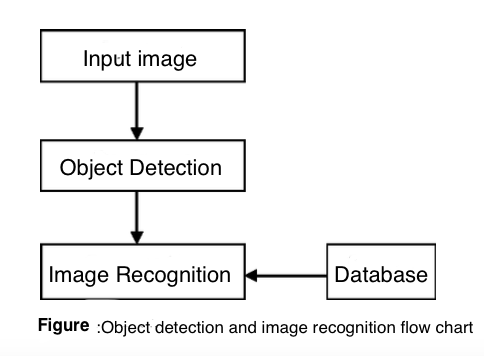 Input image
Object Detection
Image Recognition
Database
Figure :Object detection and image recognition flow chart